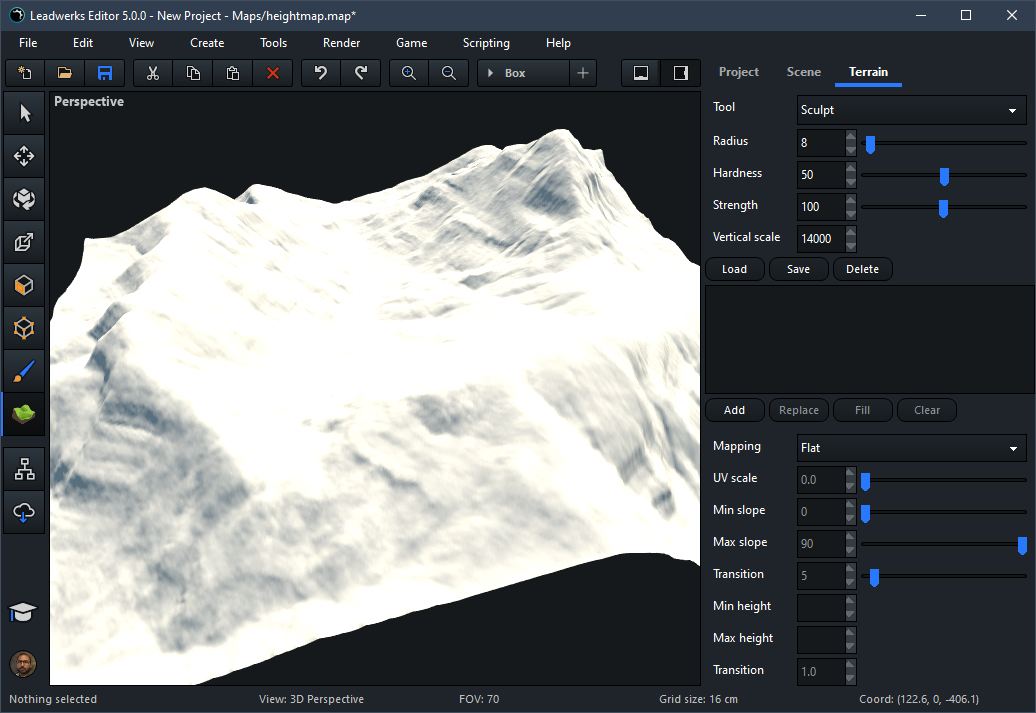 Leadwerks Editor 5.0.0 - New Project - Maps/heightmap.map*
File Edit View Create Tools Render Game Scripting Help
Box
Project Scene Terrain
Perspective
Tool Sculpt
Radius 8
Hardness 50
Strength 100
Vertical scale 14000
Load Save Delete
Add Replace Fill Clear
Mapping Flat
UV scale 0.0
Min slope 0
Max slope 90
Transition 5
Min height
Max height
Transition 1.0
Nothing selected View: 3D Perspective FOV: 70 Grid size: 16 cm Coord: (122.6, 0, -406.1)